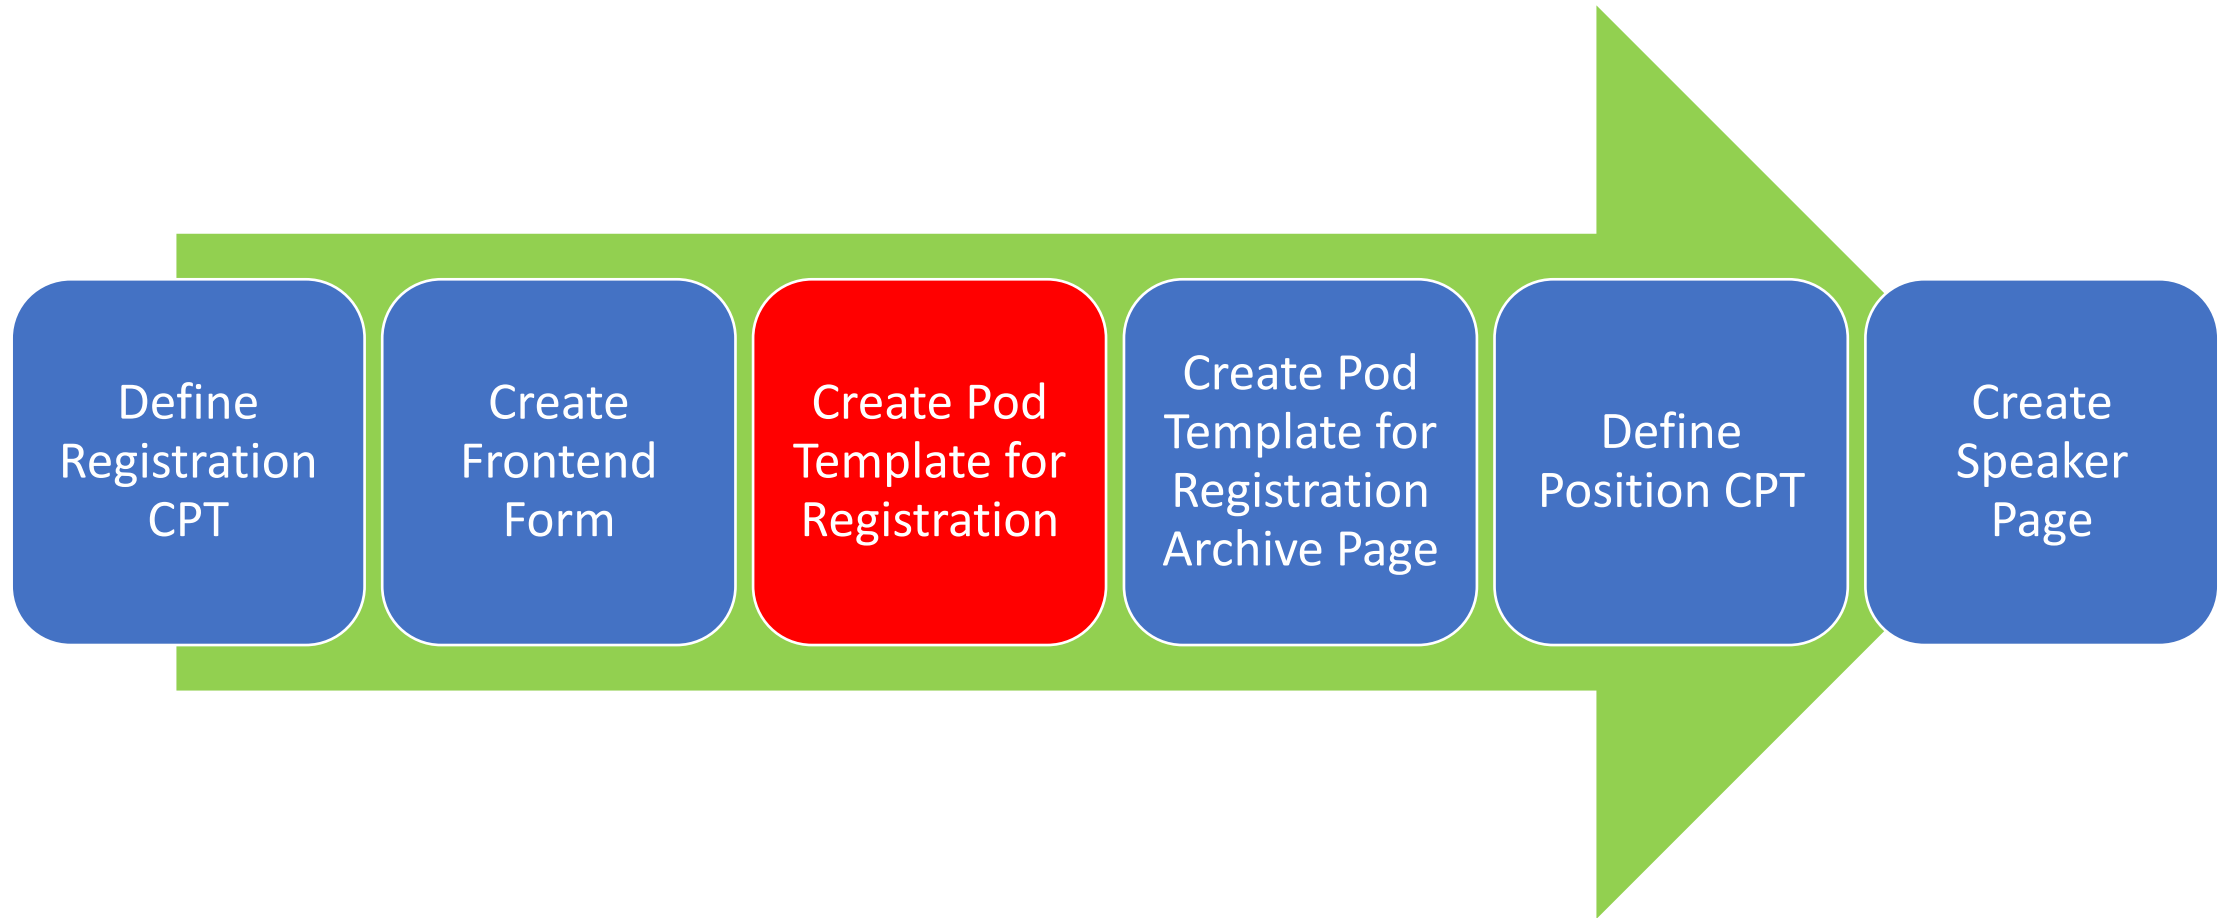 Define
Registration
CPT
Create
Frontend
Form
Create Pod
Template for
Registration
Create Pod
Template for
Registration
Archive Page
Define
Position CPT
Create
Speaker
Page